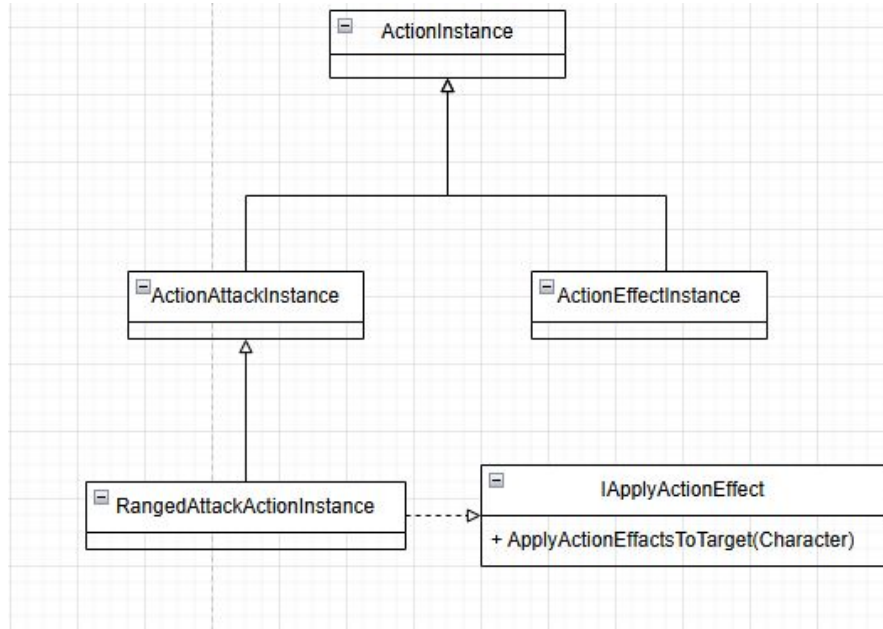 ActionInstance
ActionAttackInstance
ActionEffectInstance
RangedAttackActionInstance
IApplyActionEffect
+ ApplyActionEffactsToTarget(Character)